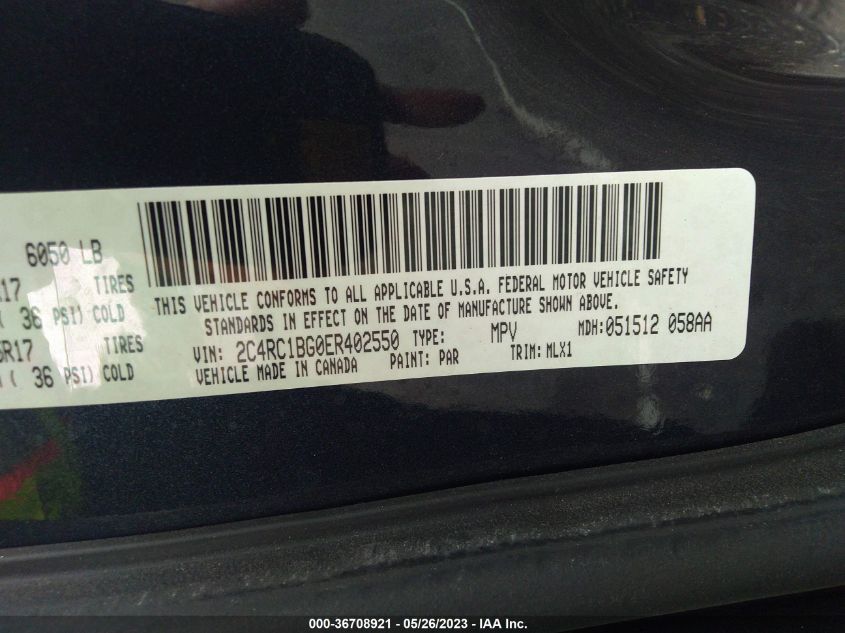 6050 LB
R17 TIRES
( 36 PSI) COLD
5R17 TIRES
( 36 PSI) COLD
THIS VEHICLE CONFORMS TO ALL APPLICABLE U.S.A. FEDERAL MOTOR VEHICLE SAFETY
STANDARDS IN EFFECT ON THE DATE OF MANUFACTURE SHOWN ABOVE.
VIN: 2C4RC1BG0ER402550 TYPE: MPV MDH:051512 058AA
VEHICLE MADE IN CANADA PAINT: PAR TRIM: MLX1
000-36708921 - 05/26/2023 - IAA Inc.